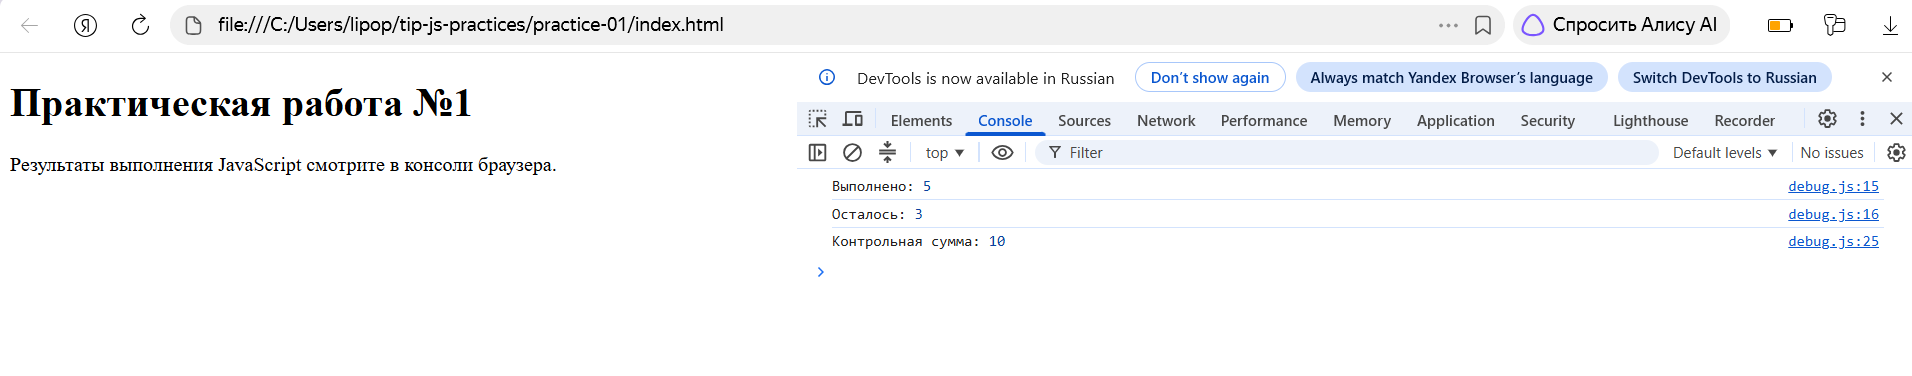 file:///C:/Users/lipop/tip-js-practices/practice-01/index.html
Спросить Алису AI
Практическая работа №1
Результаты выполнения JavaScript смотрите в консоли браузера.
DevTools is now available in Russian Don't show again Always match Yandex Browser's language Switch DevTools to Russian
Elements Console Sources Network Performance Memory Application Security Lighthouse Recorder
top Filter Default levels No issues
Выполнено: 5 debug.js:15
Осталось: 3 debug.js:16
Контрольная сумма: 10 debug.js:25